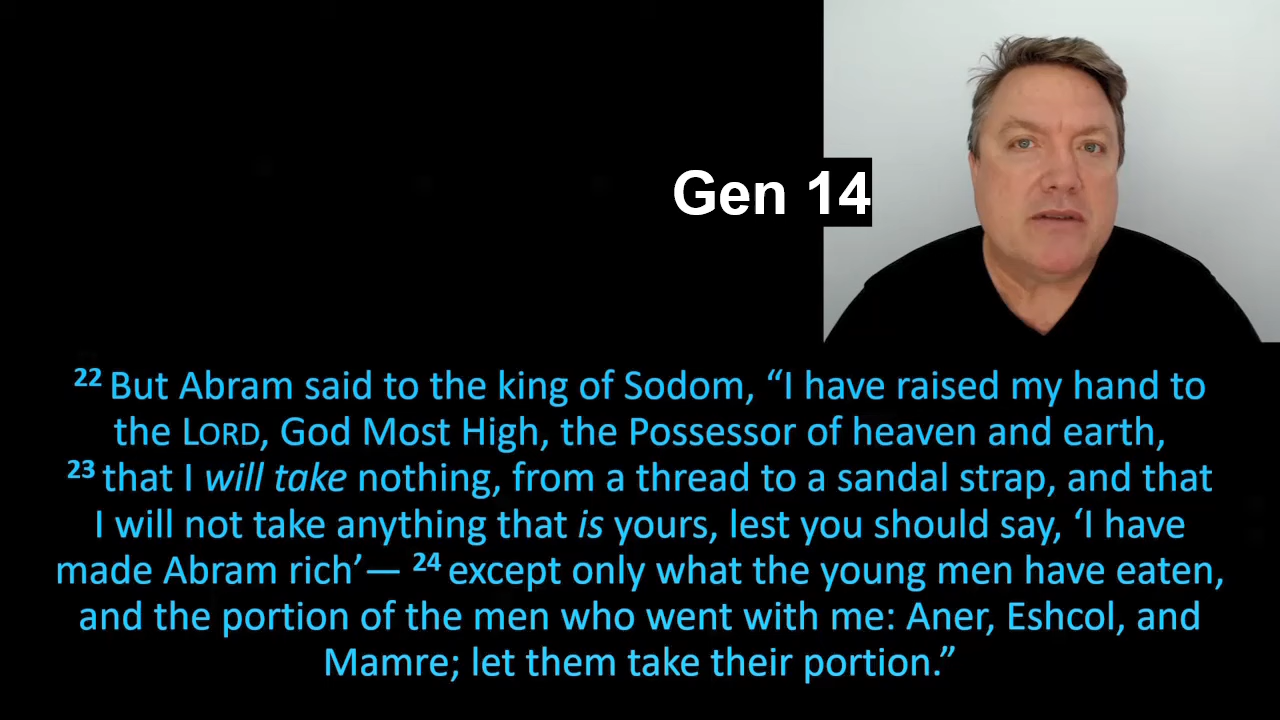 Gen 14
22 But Abram said to the king of Sodom, “I have raised my hand to
the LORD, God Most High, the Possessor of heaven and earth,
23 that I will take nothing, from a thread to a sandal strap, and that
I will not take anything that is yours, lest you should say, ‘I have
made Abram rich’— 24 except only what the young men have eaten,
and the portion of the men who went with me: Aner, Eshcol, and
Mamre; let them take their portion.”